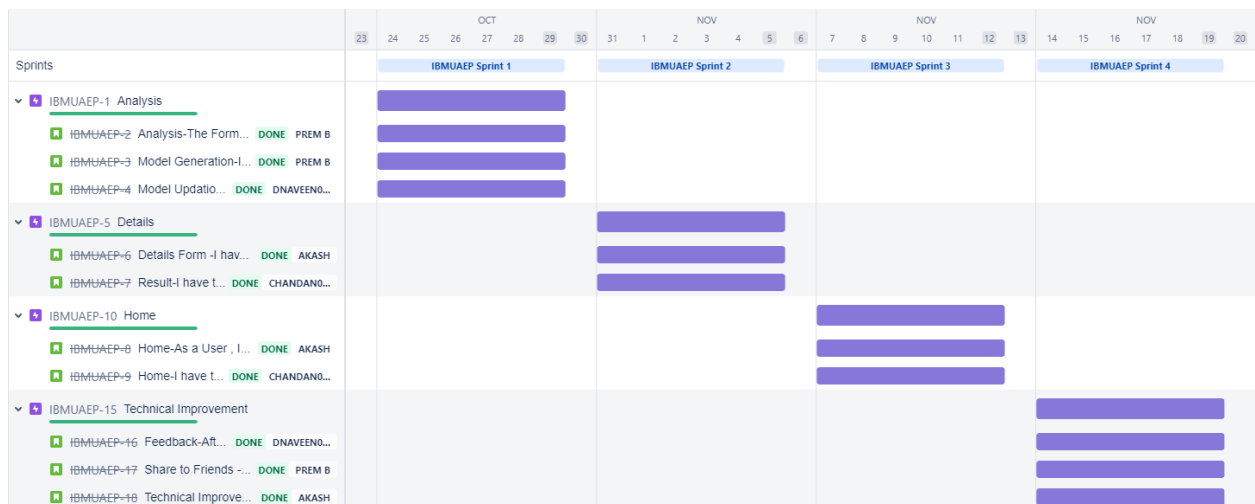 OCT NOV NOV NOV
23 24 25 26 27 28 29 30 31 1 2 3 4 5 6 7 8 9 10 11 12 13 14 15 16 17 18 19 20
Sprints IBMUAEP Sprint 1 IBMUAEP Sprint 2 IBMUAEP Sprint 3 IBMUAEP Sprint 4
IBMUAEP-1 Analysis
IBMUAEP-2 Analysis-The Form... DONE PREM B
IBMUAEP-3 Model Generation-I... DONE PREM B
IBMUAEP-4 Model Updatio... DONE DNAVEEN0...
IBMUAEP-5 Details
IBMUAEP-6 Details Form -I hav... DONE AKASH
IBMUAEP-7 Result-I have t... DONE CHANDAN0...
IBMUAEP-10 Home
IBMUAEP-8 Home-As a User , I... DONE AKASH
IBMUAEP-9 Home-I have t... DONE CHANDAN0...
IBMUAEP-15 Technical Improvement
IBMUAEP-16 Feedback-Aft... DONE DNAVEEN0...
IBMUAEP-17 Share to Friends -... DONE PREM B
IBMUAEP-18 Technical Improve... DONE AKASH